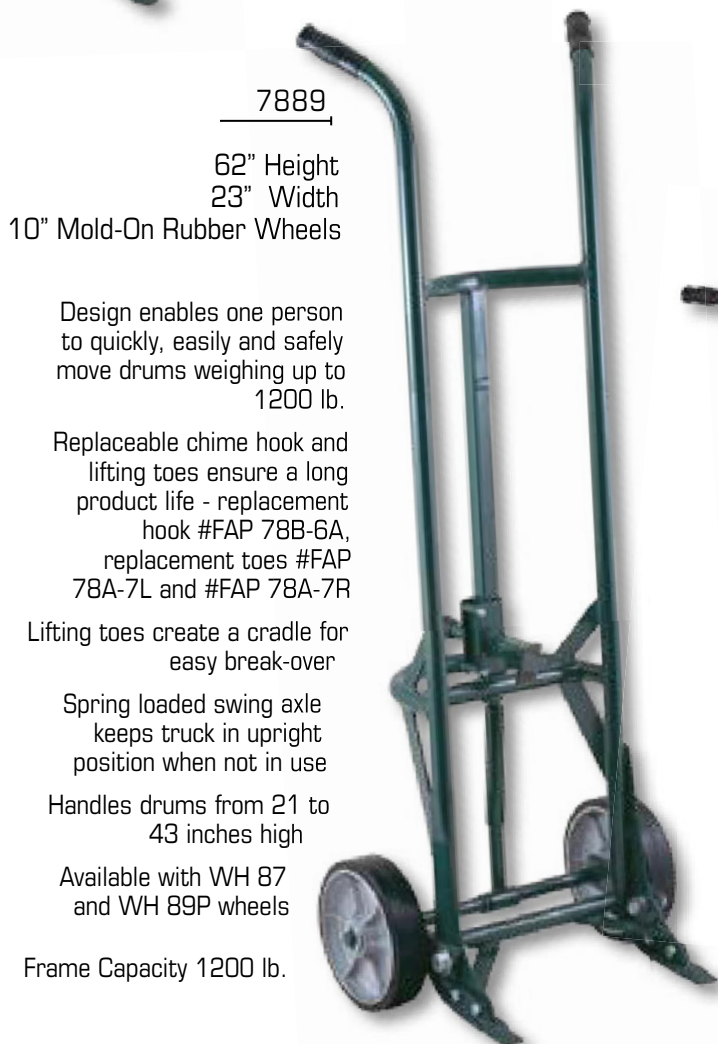 7889
62” Height
23” Width
10” Mold-On Rubber Wheels
Design enables one person
to quickly, easily and safely
move drums weighing up to
1200 lb.
Replaceable chime hook and
lifting toes ensure a long
product life - replacement
hook #FAP 78B-6A,
replacement toes #FAP
78A-7L and #FAP 78A-7R
Lifting toes create a cradle for
easy break-over
Spring loaded swing axle
keeps truck in upright
position when not in use
Handles drums from 21 to
43 inches high
Available with WH 87
and WH 89P wheels
Frame Capacity 1200 lb.